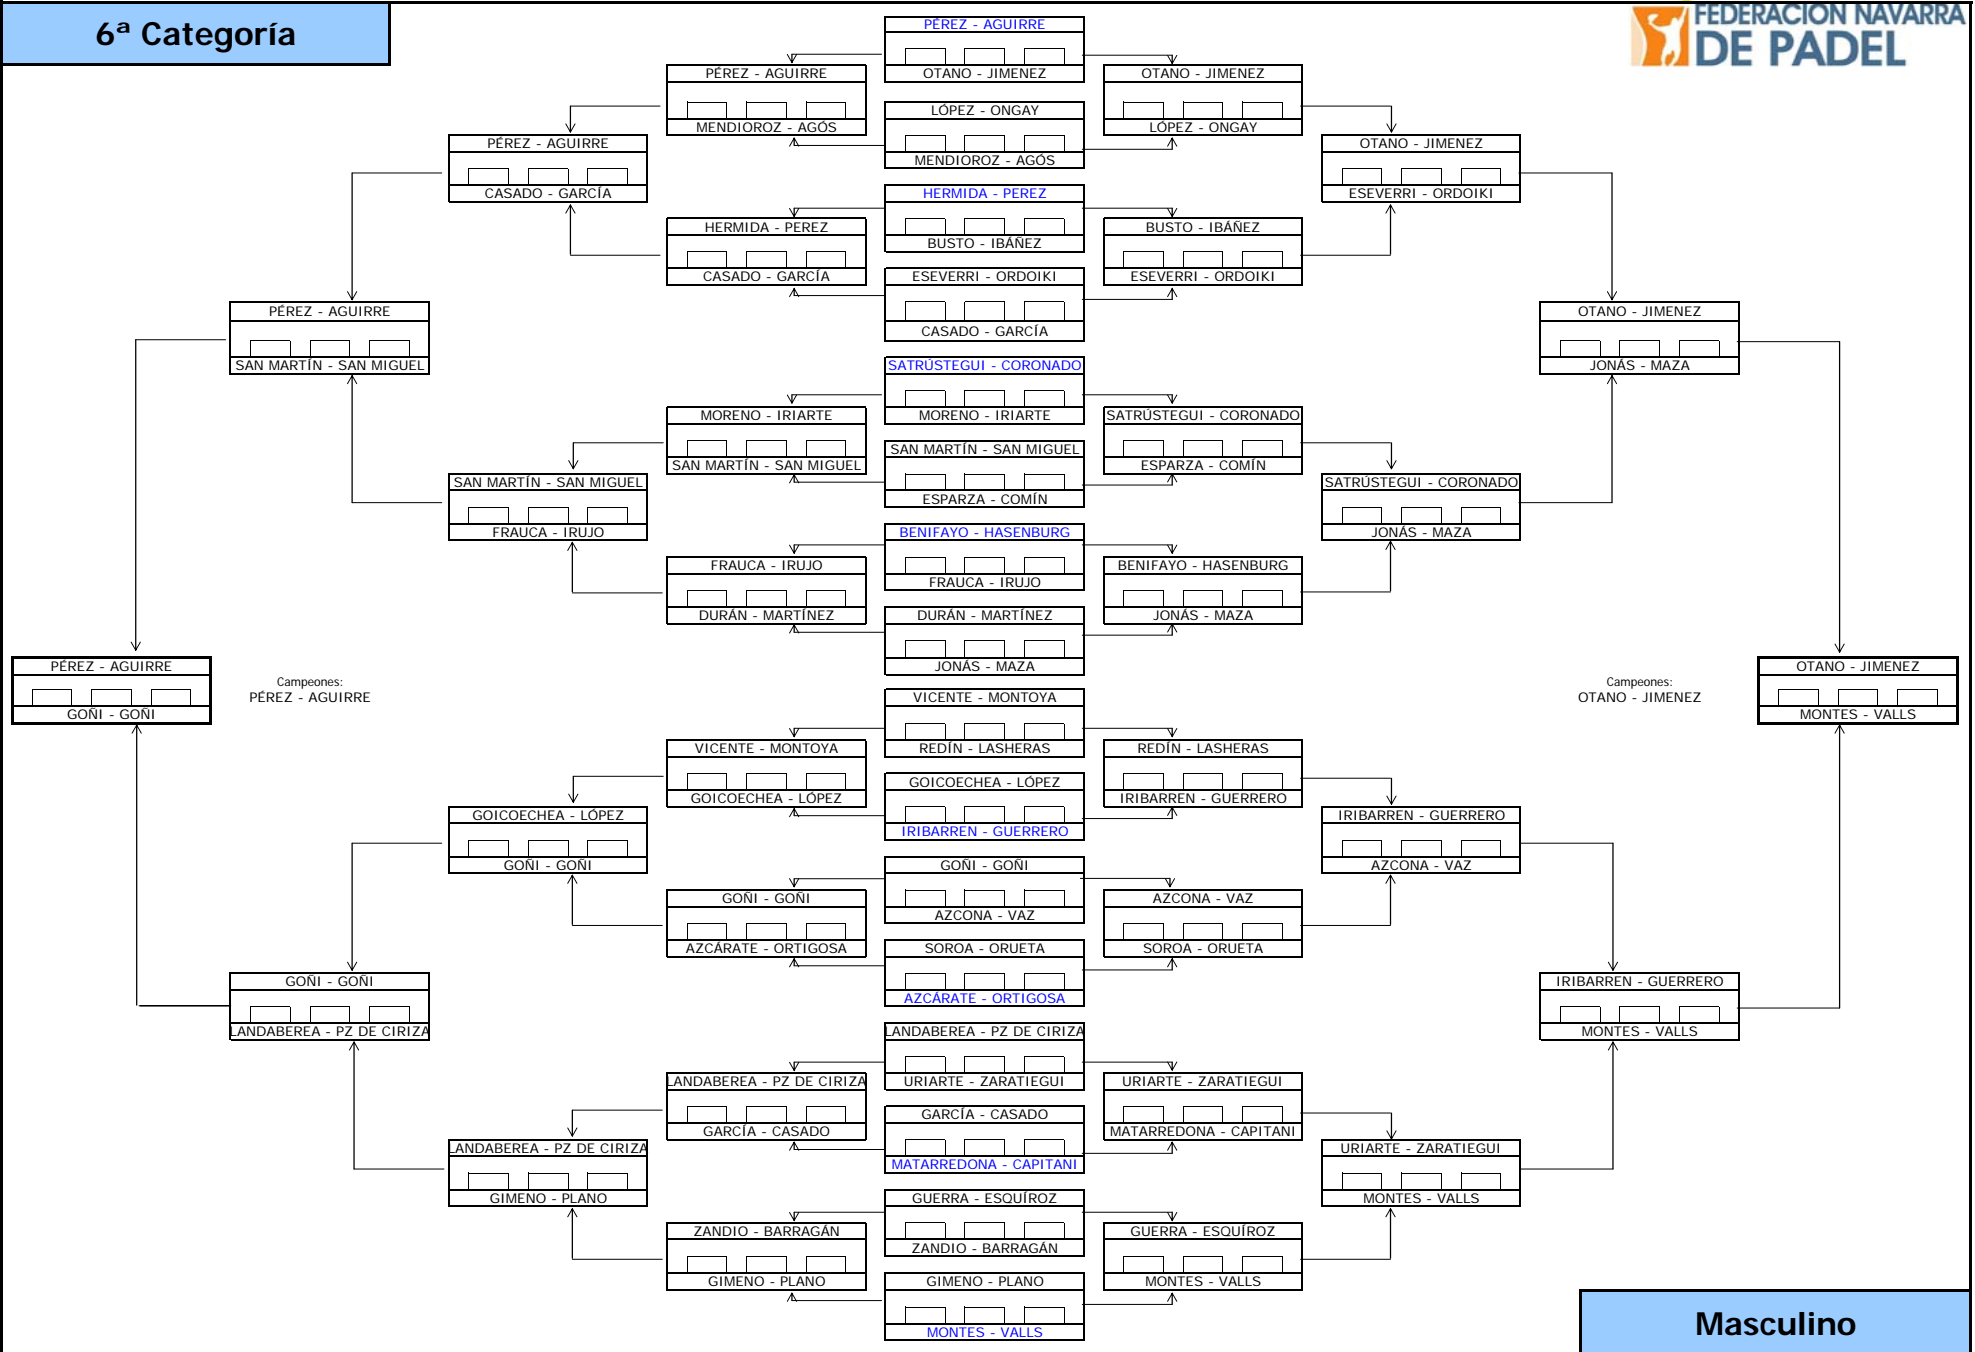 6ª Categoría
FEDERACION NAVARRA
DE PADEL
PÉREZ - AGUIRRE
OTANO - JIMENEZ
LÓPEZ - ONGAY
MENDIOROZ - AGÓS
HERMIDA - PEREZ
BUSTO - IBÁÑEZ
ESEVERRI - ORDOIKI
CASADO - GARCÍA
SATRÚSTEGUI - CORONADO
MORENO - IRIARTE
SAN MARTÍN - SAN MIGUEL
ESPARZA - COMÍN
BENIFAYO - HASENBURG
FRAUCA - IRUJO
DURÁN - MARTÍNEZ
JONÁS - MAZA
VICENTE - MONTOYA
REDÍN - LASHERAS
GOICOECHEA - LÓPEZ
IRIBARREN - GUERRERO
GOÑI - GOÑI
AZCONA - VAZ
SOROA - ORUETA
AZCÁRATE - ORTIGOSA
LANDABEREA - PZ DE CIRIZA
URIARTE - ZARATIEGUI
GARCÍA - CASADO
MATARREDONA - CAPITANI
GUERRA - ESQUÍROZ
ZANDIO - BARRAGÁN
GIMENO - PLANO
MONTES - VALLS
PÉREZ - AGUIRRE
MENDIOROZ - AGÓS
HERMIDA - PEREZ
CASADO - GARCÍA
MORENO - IRIARTE
SAN MARTÍN - SAN MIGUEL
FRAUCA - IRUJO
DURÁN - MARTÍNEZ
VICENTE - MONTOYA
GOICOECHEA - LÓPEZ
GOÑI - GOÑI
AZCÁRATE - ORTIGOSA
LANDABEREA - PZ DE CIRIZA
GARCÍA - CASADO
ZANDIO - BARRAGÁN
GIMENO - PLANO
PÉREZ - AGUIRRE
CASADO - GARCÍA
SAN MARTÍN - SAN MIGUEL
FRAUCA - IRUJO
GOICOECHEA - LÓPEZ
GOÑI - GOÑI
LANDABEREA - PZ DE CIRIZA
GIMENO - PLANO
PÉREZ - AGUIRRE
SAN MARTÍN - SAN MIGUEL
GOÑI - GOÑI
LANDABEREA - PZ DE CIRIZA
PÉREZ - AGUIRRE
GOÑI - GOÑI
Campeones:
PÉREZ - AGUIRRE
OTANO - JIMENEZ
LÓPEZ - ONGAY
BUSTO - IBÁÑEZ
ESEVERRI - ORDOIKI
SATRÚSTEGUI - CORONADO
ESPARZA - COMÍN
BENIFAYO - HASENBURG
JONÁS - MAZA
REDÍN - LASHERAS
IRIBARREN - GUERRERO
AZCONA - VAZ
SOROA - ORUETA
URIARTE - ZARATIEGUI
MATARREDONA - CAPITANI
GUERRA - ESQUÍROZ
MONTES - VALLS
OTANO - JIMENEZ
ESEVERRI - ORDOIKI
SATRÚSTEGUI - CORONADO
JONÁS - MAZA
IRIBARREN - GUERRERO
AZCONA - VAZ
URIARTE - ZARATIEGUI
MONTES - VALLS
OTANO - JIMENEZ
JONÁS - MAZA
IRIBARREN - GUERRERO
MONTES - VALLS
Campeones:
OTANO - JIMENEZ
OTANO - JIMENEZ
MONTES - VALLS
Masculino